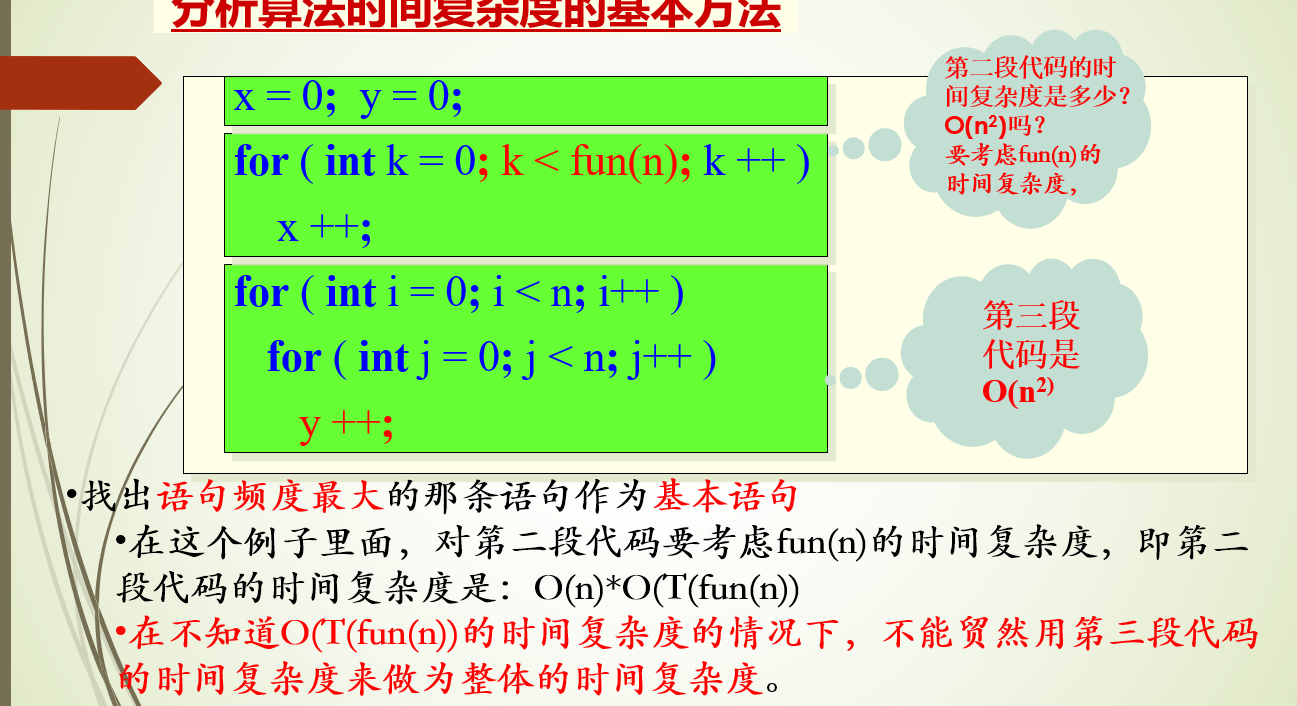 分析算法时间复杂度的基本方法
x = 0; y = 0;
for ( int k = 0; k < fun(n); k ++ )
x ++;
for ( int i = 0; i < n; i++ )
for ( int j = 0; j < n; j++ )
y ++;
第二段代码的时
间复杂度是多少?
O(n²)吗?
要考虑fun(n)的
时间复杂度，
第三段
代码是
O(n²⁾
•找出语句频度最大的那条语句作为基本语句
•在这个例子里面，对第二段代码要考虑fun(n)的时间复杂度，即第二
段代码的时间复杂度是：O(n)*O(T(fun(n))
•在不知道O(T(fun(n))的时间复杂度的情况下，不能贸然用第三段代码
的时间复杂度来做为整体的时间复杂度。